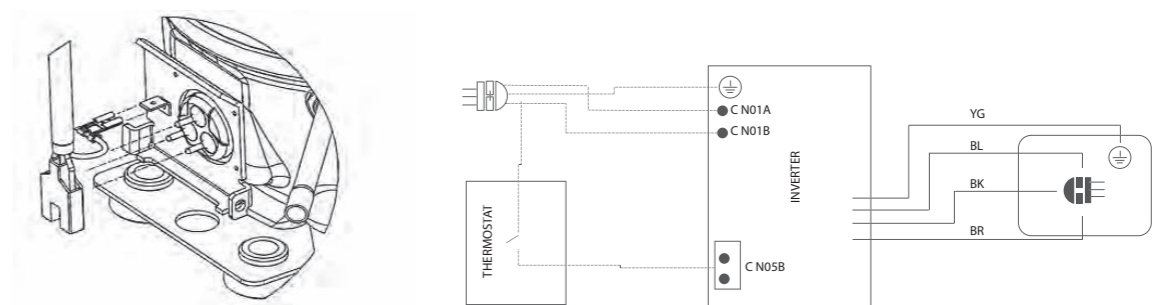 C N01A
C N01B
YG
BL
BK
BR
INVERTER
THERMOSTAT
C N05B